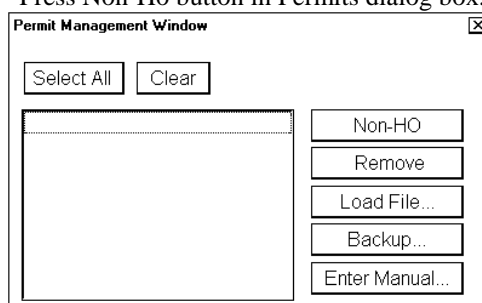 Press Non-Ho button in Permits dialog box.
Permit Management Window
Select All Clear
Non-HO
Remove
Load File...
Backup...
Enter Manual...